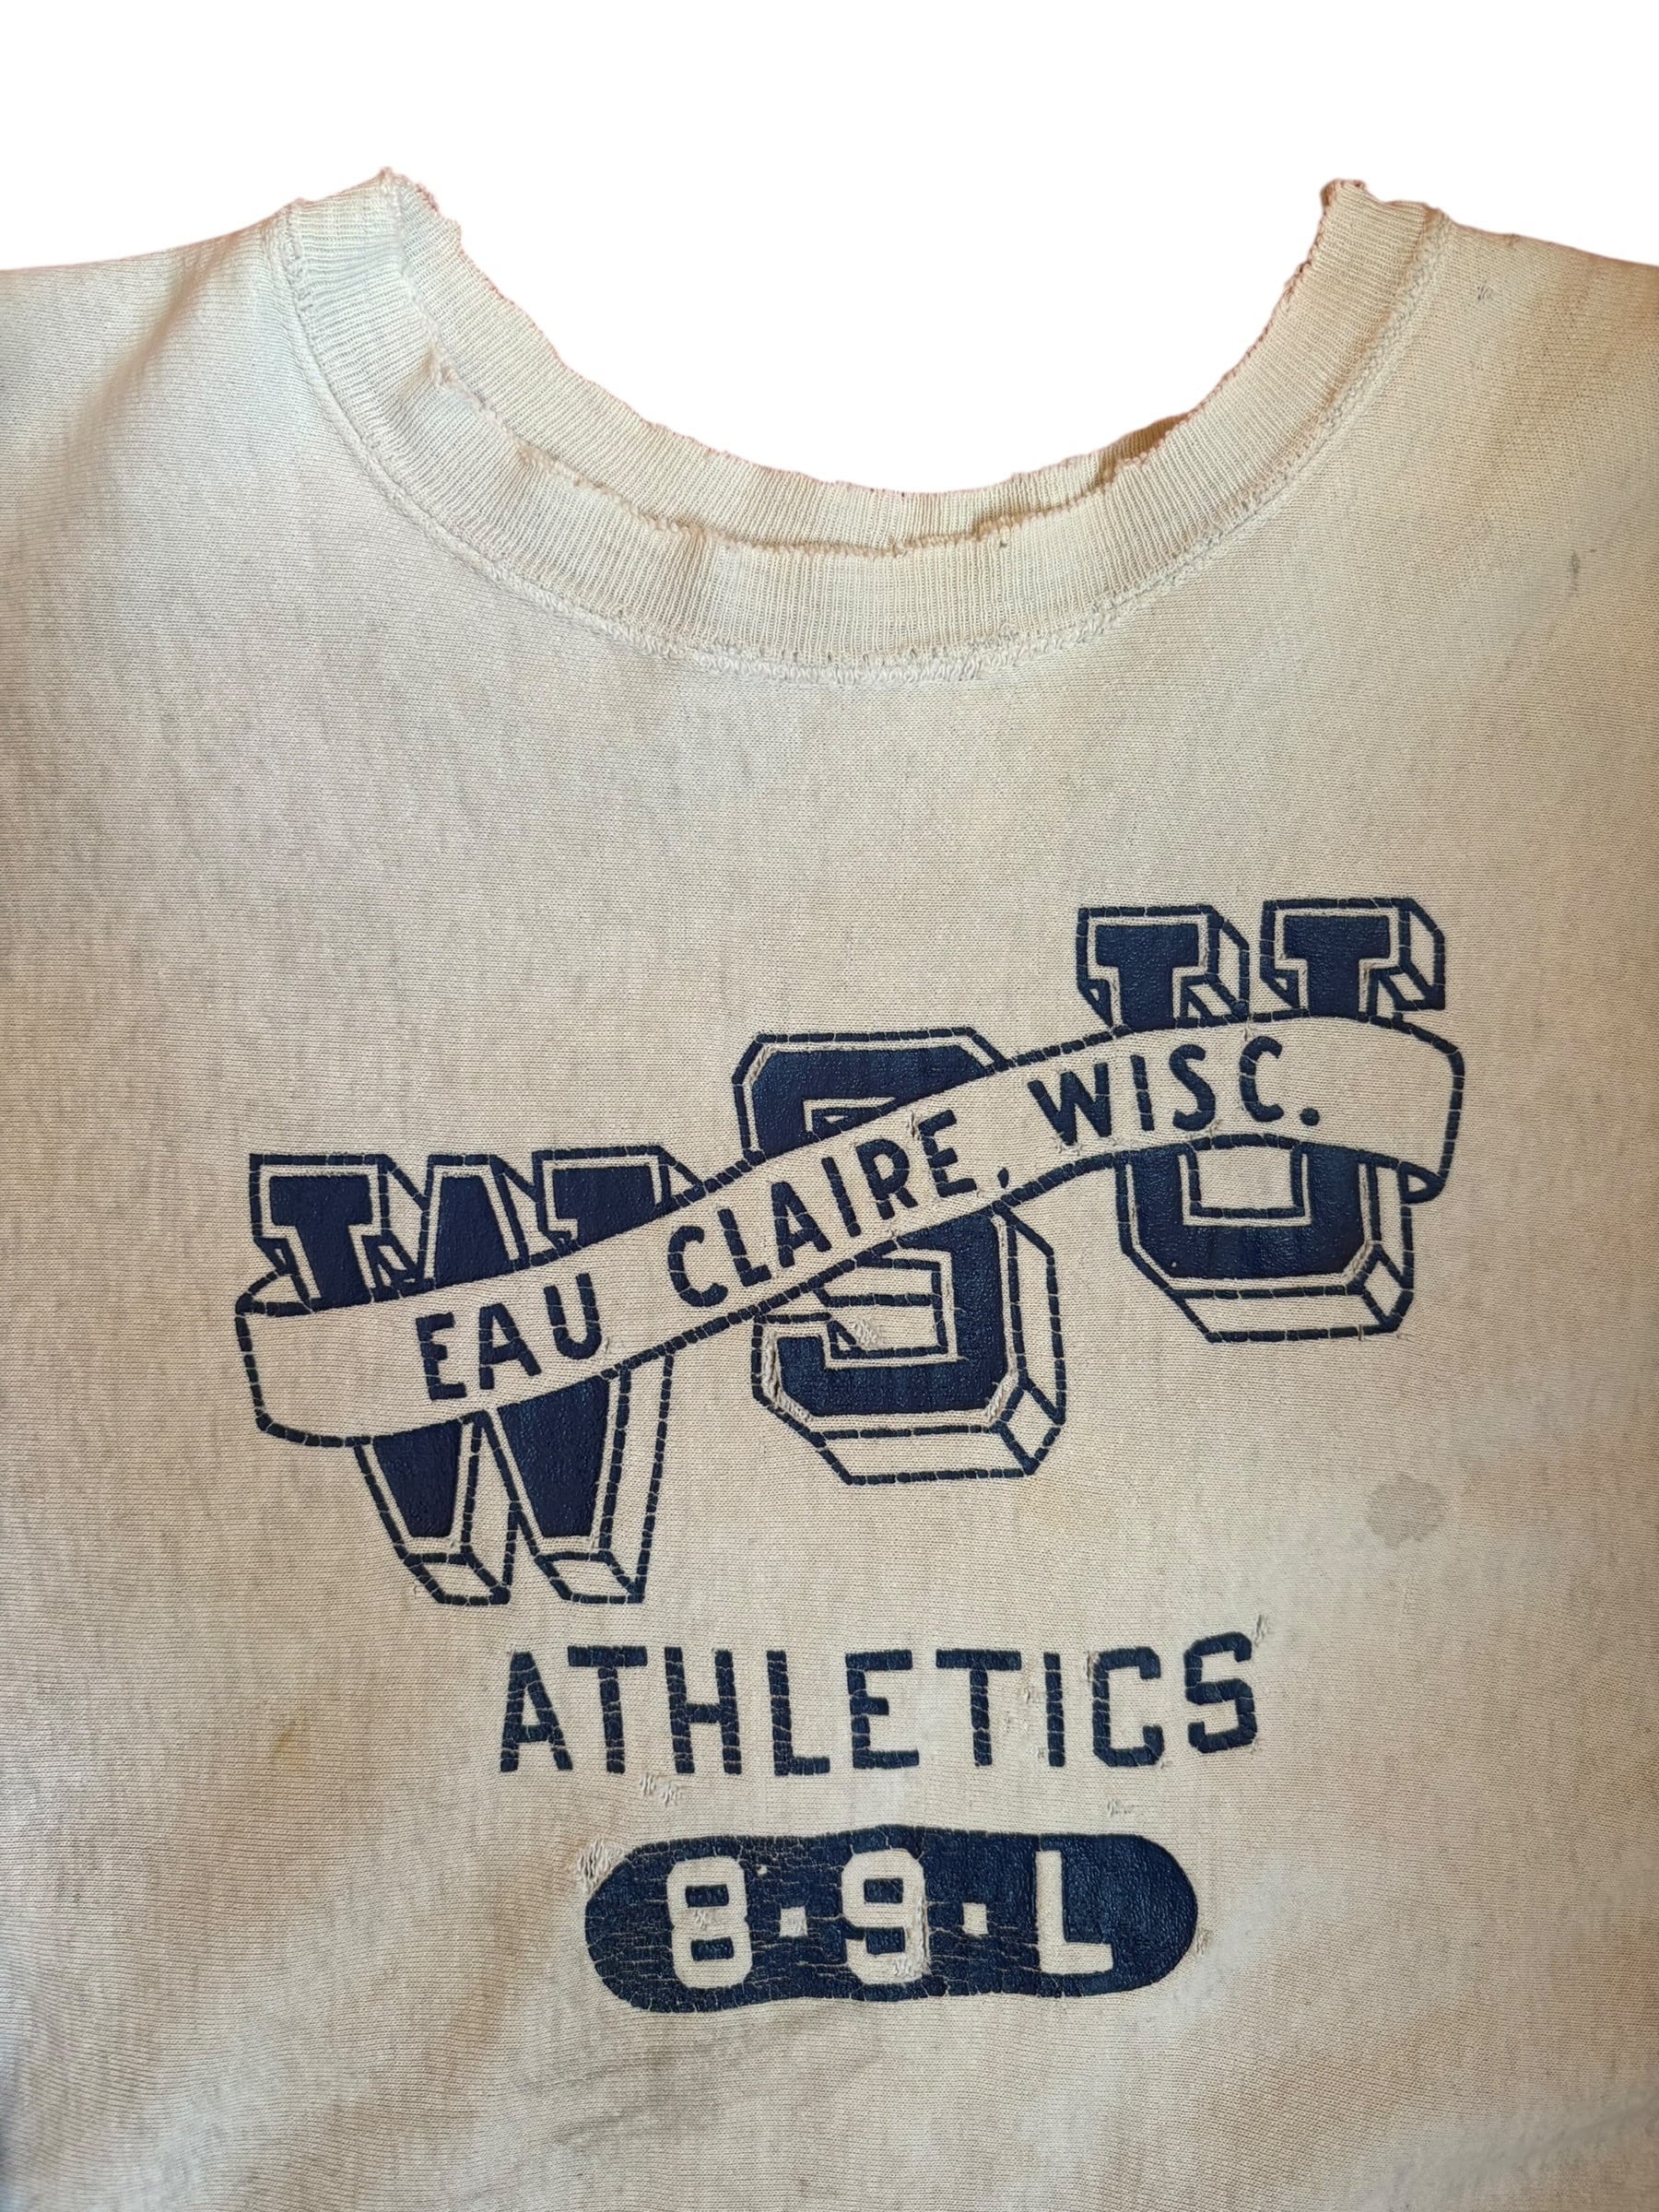 WSU
EAU CLAIRE, WISC.
ATHLETICS
8·9·L